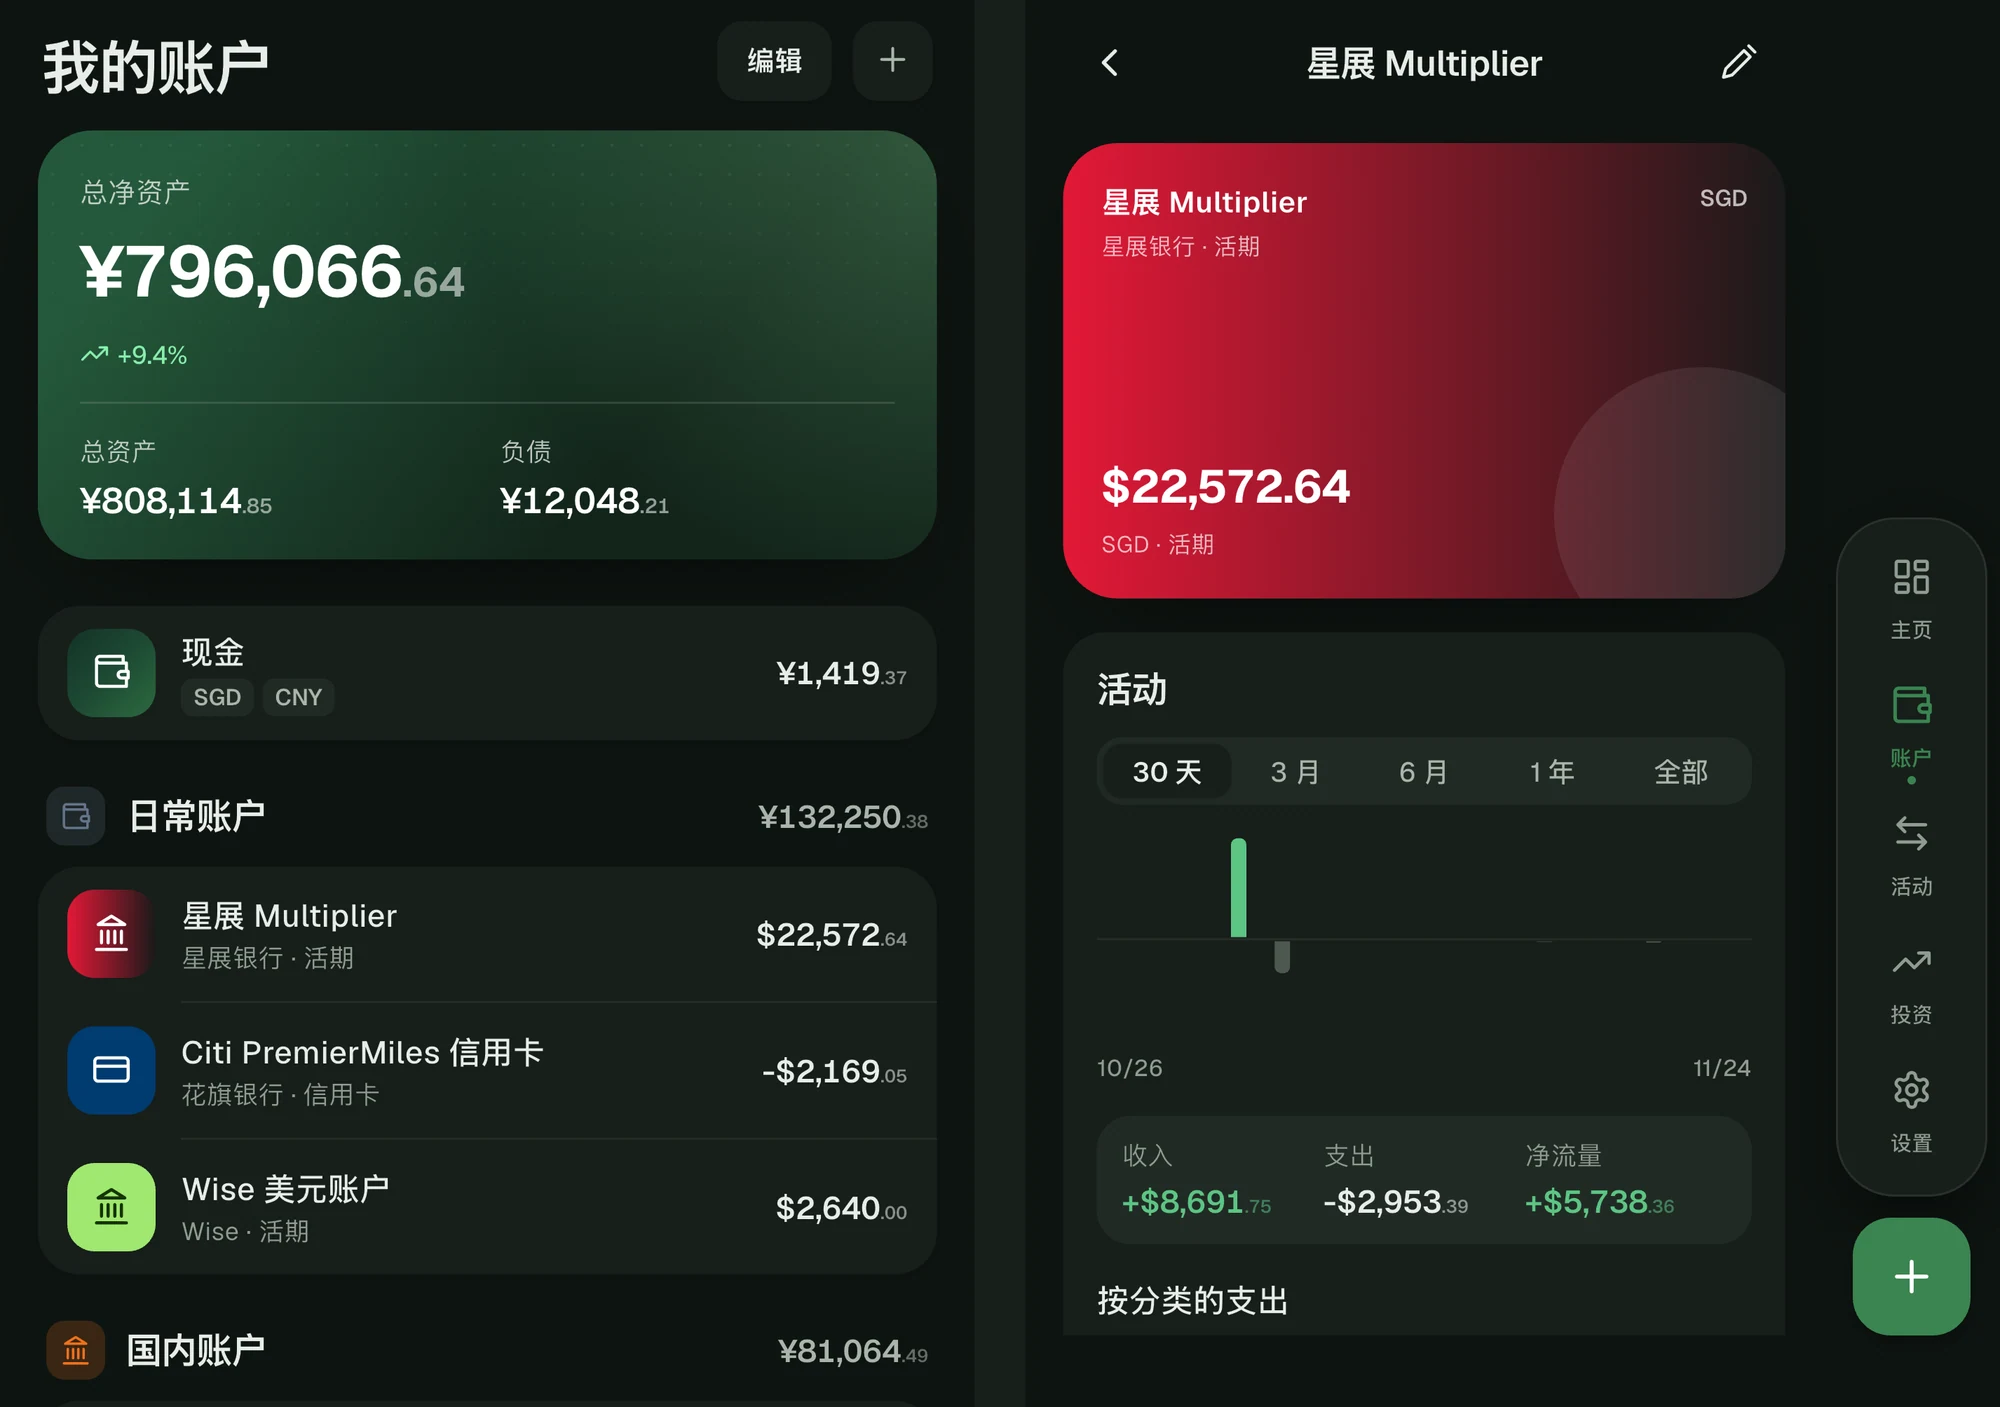 我的账户
编辑
总净资产
¥796,066.64
+9.4%
总资产
¥808,114.85
负债
¥12,048.21
现金
SGD
CNY
¥1,419.37
日常账户
¥132,250.38
星展 Multiplier
星展银行 · 活期
$22,572.64
Citi PremierMiles 信用卡
花旗银行 · 信用卡
-$2,169.05
Wise 美元账户
Wise · 活期
$2,640.00
国内账户
¥81,064.49
星展 Multiplier
星展 Multiplier
SGD
星展银行 · 活期
$22,572.64
SGD · 活期
活动
30 天
3 月
6 月
1 年
全部
10/26
11/24
收入
+$8,691.75
支出
-$2,953.39
净流量
+$5,738.36
按分类的支出
主页
账户
活动
投资
设置